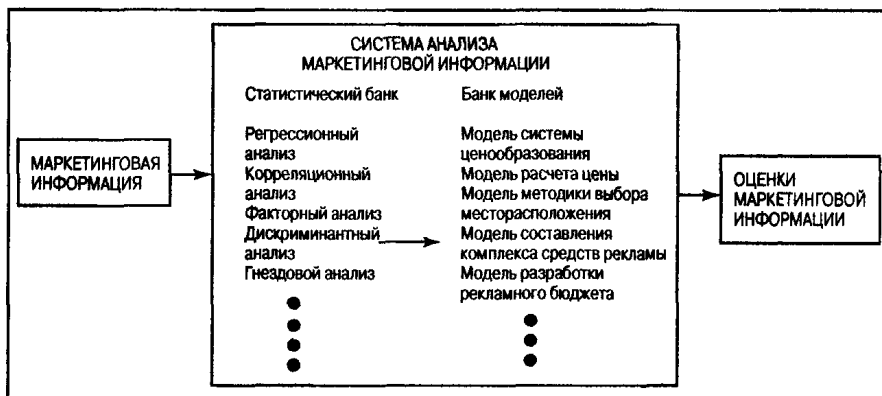 СИСТЕМА АНАЛИЗА
МАРКЕТИНГОВОЙ ИНФОРМАЦИИ
МАРКЕТИНГОВАЯ
ИНФОРМАЦИЯ
Статистический банк
Регрессионный
анализ
Корреляционный
анализ
Факторный анализ
Дискриминантный
анализ
Гнездовой анализ
Банк моделей
Модель системы
ценообразования
Модель расчета цены
Модель методики выбора
месторасположения
Модель составления
комплекса средств рекламы
Модель разработки
рекламного бюджета
ОЦЕНКИ
МАРКЕТИНГОВОЙ
ИНФОРМАЦИИ